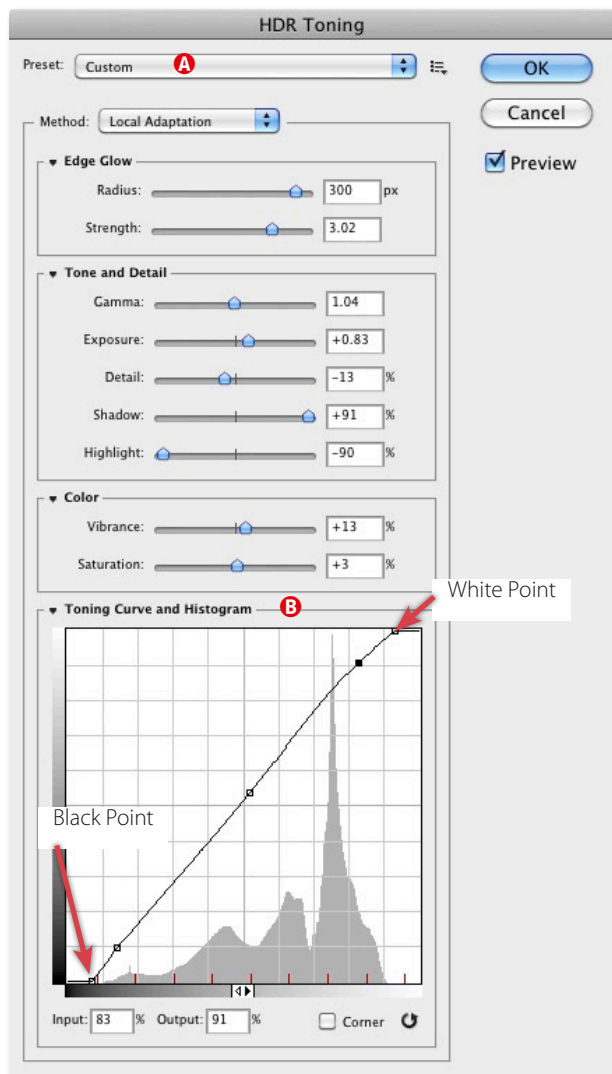 HDR Toning
Preset: Custom A
OK
Cancel
Preview
Method: Local Adaptation
Edge Glow
Radius: 300 px
Strength: 3.02
Tone and Detail
Gamma: 1.04
Exposure: +0.83
Detail: -13 %
Shadow: +91 %
Highlight: -90 %
Color
Vibrance: +13 %
Saturation: +3 %
Toning Curve and Histogram B
White Point
Black Point
Input: 83 % Output: 91 % Corner